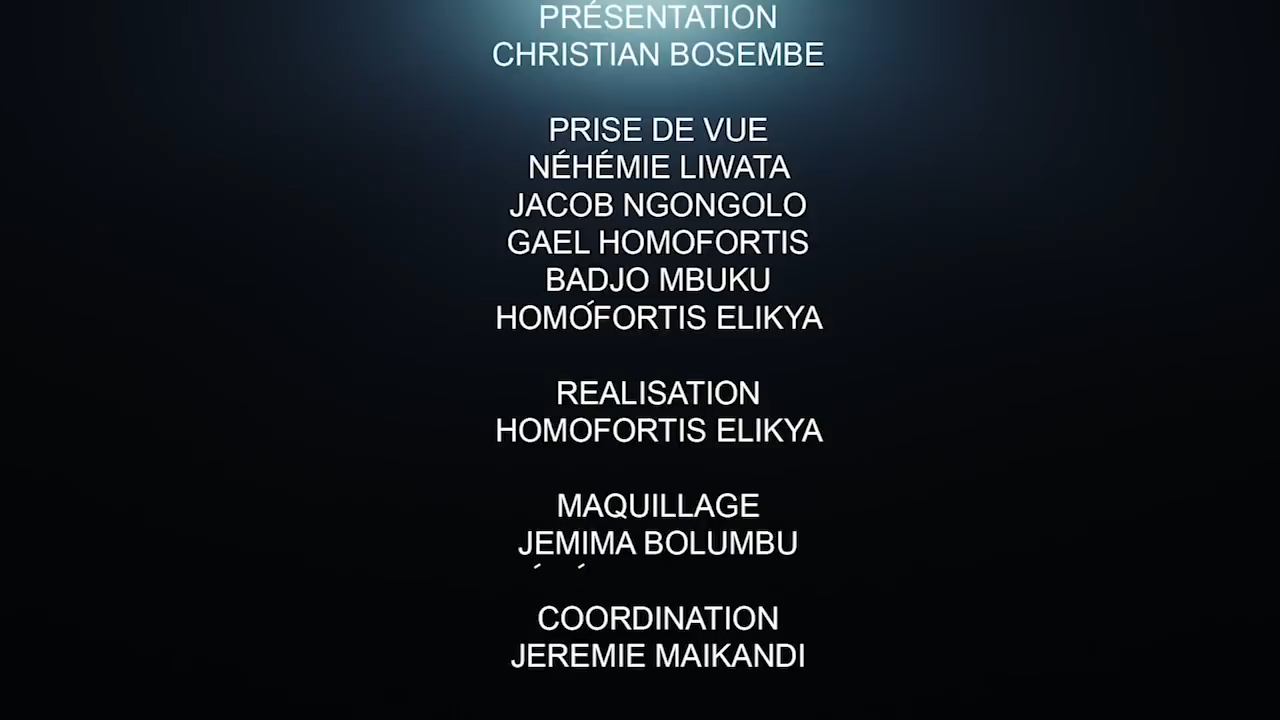 PRÉSENTATION
CHRISTIAN BOSEMBE
PRISE DE VUE
NÉHÉMIE LIWATA
JACOB NGONGOLO
GAEL HOMOFORTIS
BADJO MBUKU
HOMOFORTIS ELIKYA
REALISATION
HOMOFORTIS ELIKYA
MAQUILLAGE
JEMIMA BOLUMBU
COORDINATION
JEREMIE MAIKANDI